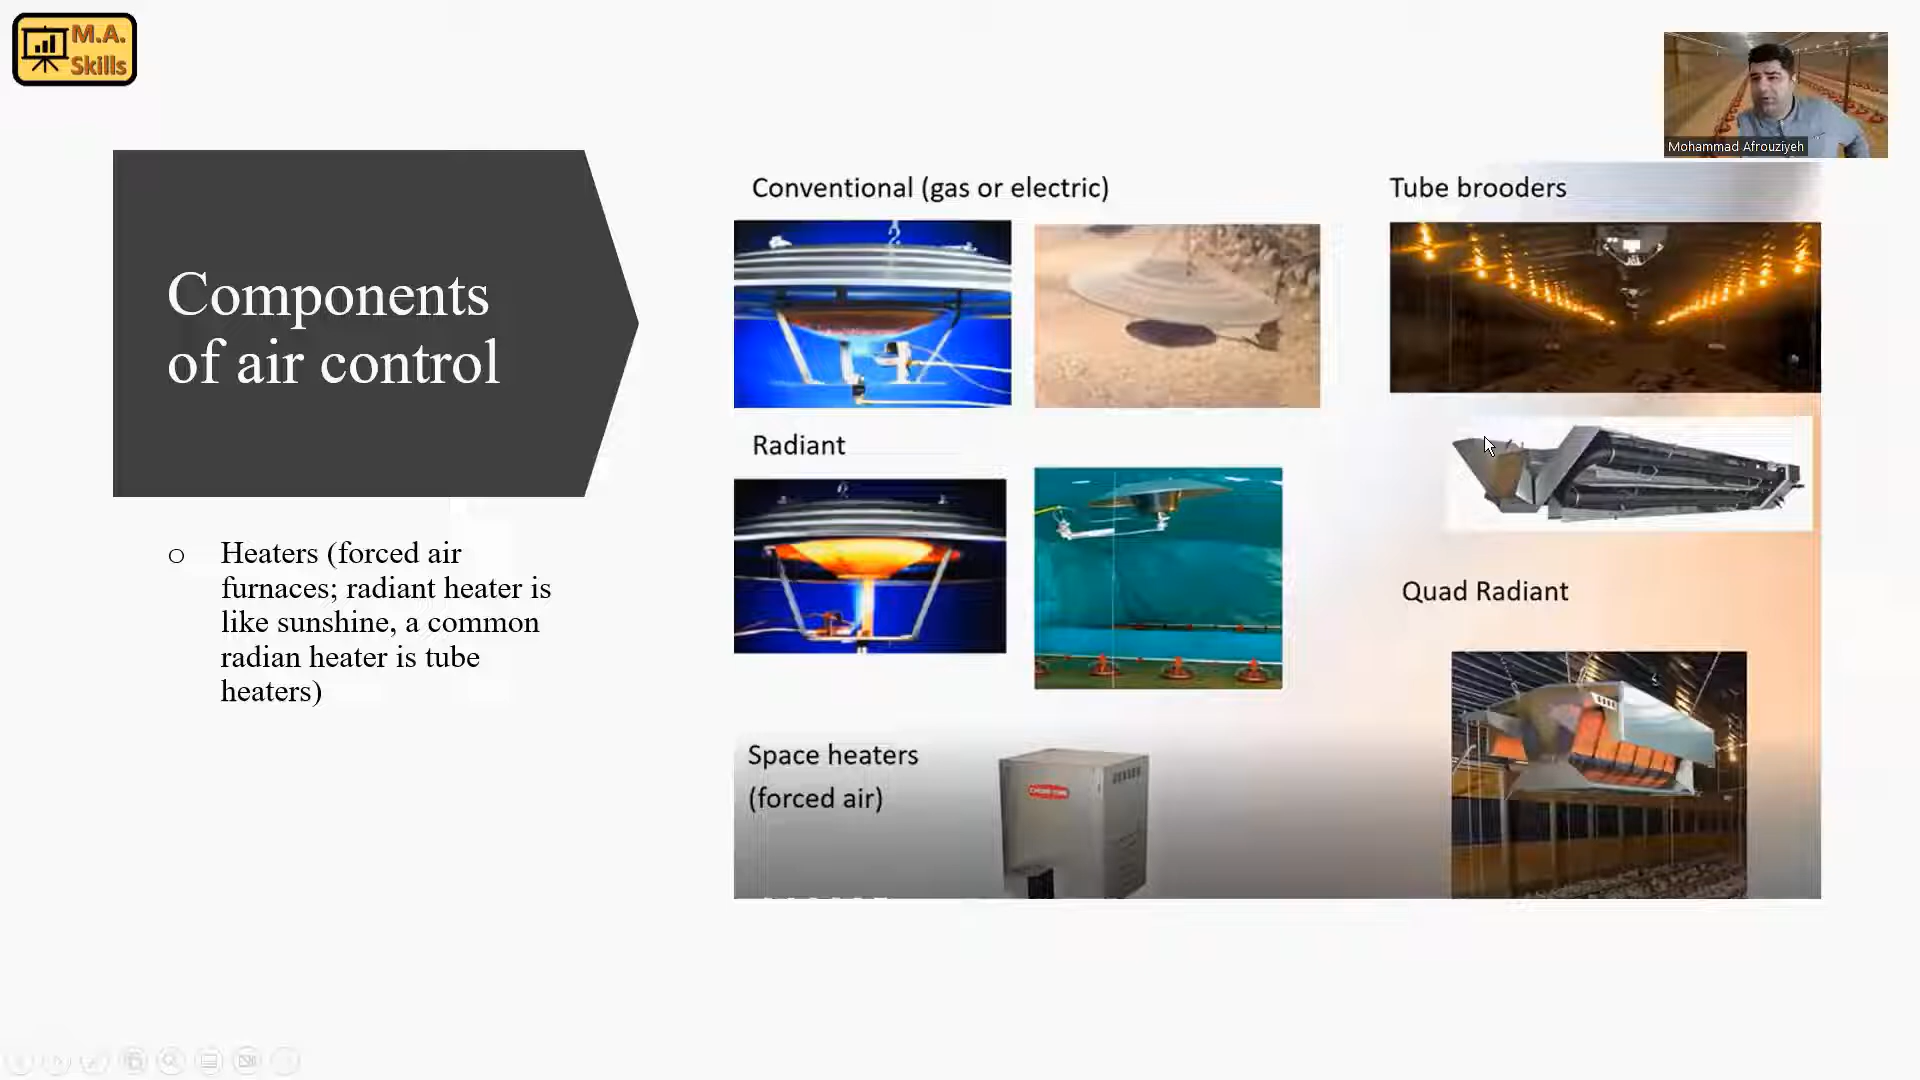 M.A.
Skills
Mohammad Afrouziyeh
Components
of air control
Heaters (forced air
furnaces; radiant heater is
like sunshine, a common
radian heater is tube
heaters)
Conventional (gas or electric)
Tube brooders
Radiant
Quad Radiant
Space heaters
(forced air)